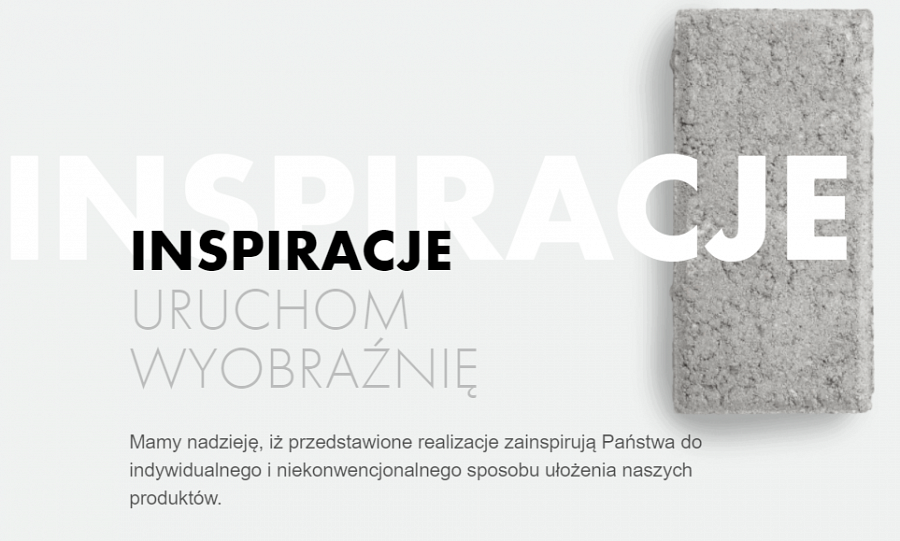 INSPIRACJE
INSPIRACJE
URUCHOM
WYOBRAŹNIĘ
Mamy nadzieję, iż przedstawione realizacje zainspirują Państwa do
indywidualnego i niekonwencjonalnego sposobu ułożenia naszych
produktów.